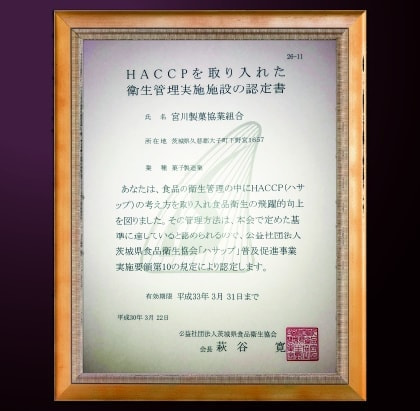 26-11
HACCPを取り入れた
衛生管理実施施設の認定書
氏名 宮川製菓協業組合
所在地 茨城県久慈郡大子町下野宮1857
業種 菓子製造業
あなたは、食品の衛生管理の中にHACCP(ハ
サップ)の考え方を取り入れ食品衛生の飛躍的向上
を図りました。その管理方法は、本会で定めた基
準に達していると認められるので、公益社団法人
茨城県食品衛生協会「ハサップ」普及促進事業
実施要領第10の規定により認定します。
有効期限 平成33年3月31日まで
平成30年3月22日
公益社団法人茨城県食品衛生協会
会長 萩谷 寛